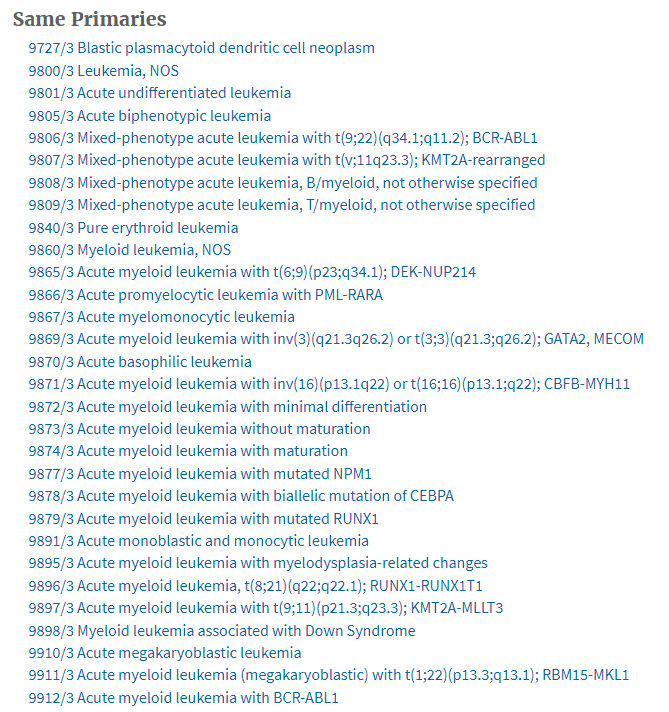 Same Primaries
9727/3 Blastic plasmacytoid dendritic cell neoplasm
9800/3 Leukemia, NOS
9801/3 Acute undifferentiated leukemia
9805/3 Acute biphenotypic leukemia
9806/3 Mixed-phenotype acute leukemia with t(9;22)(q34.1;q11.2); BCR-ABL1
9807/3 Mixed-phenotype acute leukemia with t(v;11q23.3); KMT2A-rearranged
9808/3 Mixed-phenotype acute leukemia, B/myeloid, not otherwise specified
9809/3 Mixed-phenotype acute leukemia, T/myeloid, not otherwise specified
9840/3 Pure erythroid leukemia
9860/3 Myeloid leukemia, NOS
9865/3 Acute myeloid leukemia with t(6;9)(p23;q34.1); DEK-NUP214
9866/3 Acute promyelocytic leukemia with PML-RARA
9867/3 Acute myelomonocytic leukemia
9869/3 Acute myeloid leukemia with inv(3)(q21.3q26.2) or t(3;3)(q21.3;q26.2); GATA2, MECOM
9870/3 Acute basophilic leukemia
9871/3 Acute myeloid leukemia with inv(16)(p13.1q22) or t(16;16)(p13.1;q22); CBFB-MYH11
9872/3 Acute myeloid leukemia with minimal differentiation
9873/3 Acute myeloid leukemia without maturation
9874/3 Acute myeloid leukemia with maturation
9877/3 Acute myeloid leukemia with mutated NPM1
9878/3 Acute myeloid leukemia with biallelic mutation of CEBPA
9879/3 Acute myeloid leukemia with mutated RUNX1
9891/3 Acute monoblastic and monocytic leukemia
9895/3 Acute myeloid leukemia with myelodysplasia-related changes
9896/3 Acute myeloid leukemia, t(8;21)(q22;q22.1); RUNX1-RUNX1T1
9897/3 Acute myeloid leukemia with t(9;11)(p21.3;q23.3); KMT2A-MLLT3
9898/3 Myeloid leukemia associated with Down Syndrome
9910/3 Acute megakaryoblastic leukemia
9911/3 Acute myeloid leukemia (megakaryoblastic) with t(1;22)(p13.3;q13.1); RBM15-MKL1
9912/3 Acute myeloid leukemia with BCR-ABL1